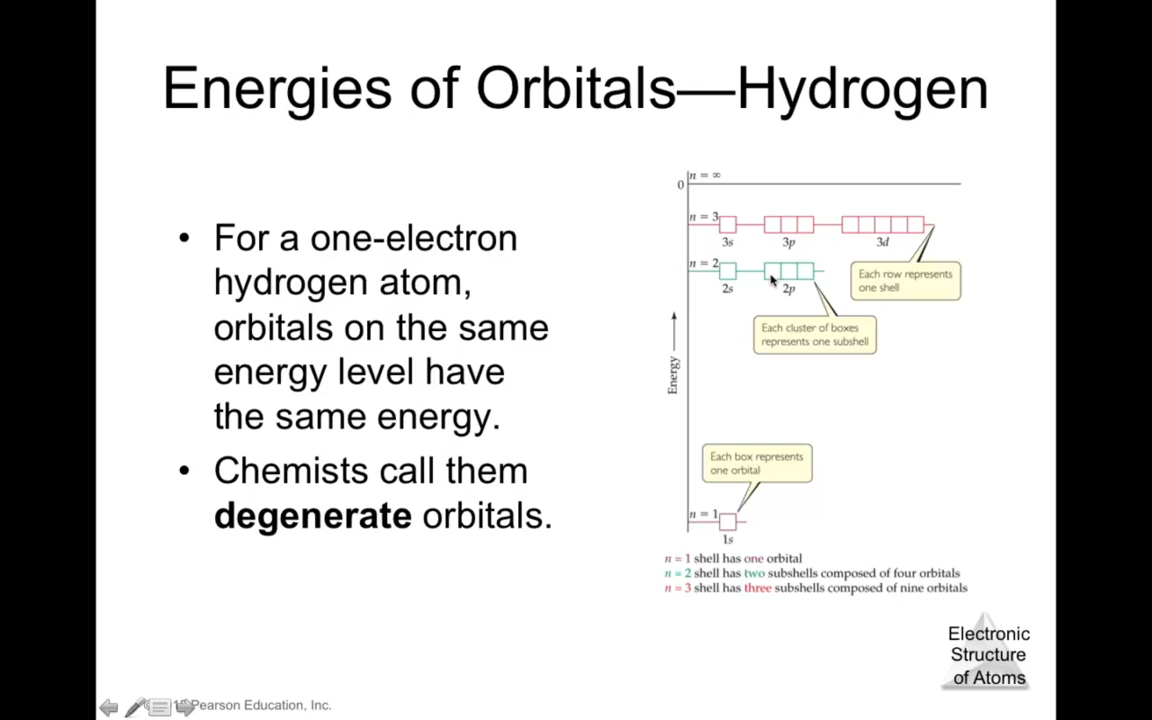 Energies of Orbitals—Hydrogen
• For a one-electron
hydrogen atom,
orbitals on the same
energy level have
the same energy.
• Chemists call them
degenerate orbitals.
n = ∞
0
n = 3
3s 3p 3d
n = 2
2s 2p
Each row represents
one shell
Each cluster of boxes
represents one subshell
Energy
Each box represents
one orbital
n = 1
1s
n = 1 shell has one orbital
n = 2 shell has two subshells composed of four orbitals
n = 3 shell has three subshells composed of nine orbitals
Electronic
Structure
of Atoms
Pearson Education, Inc.